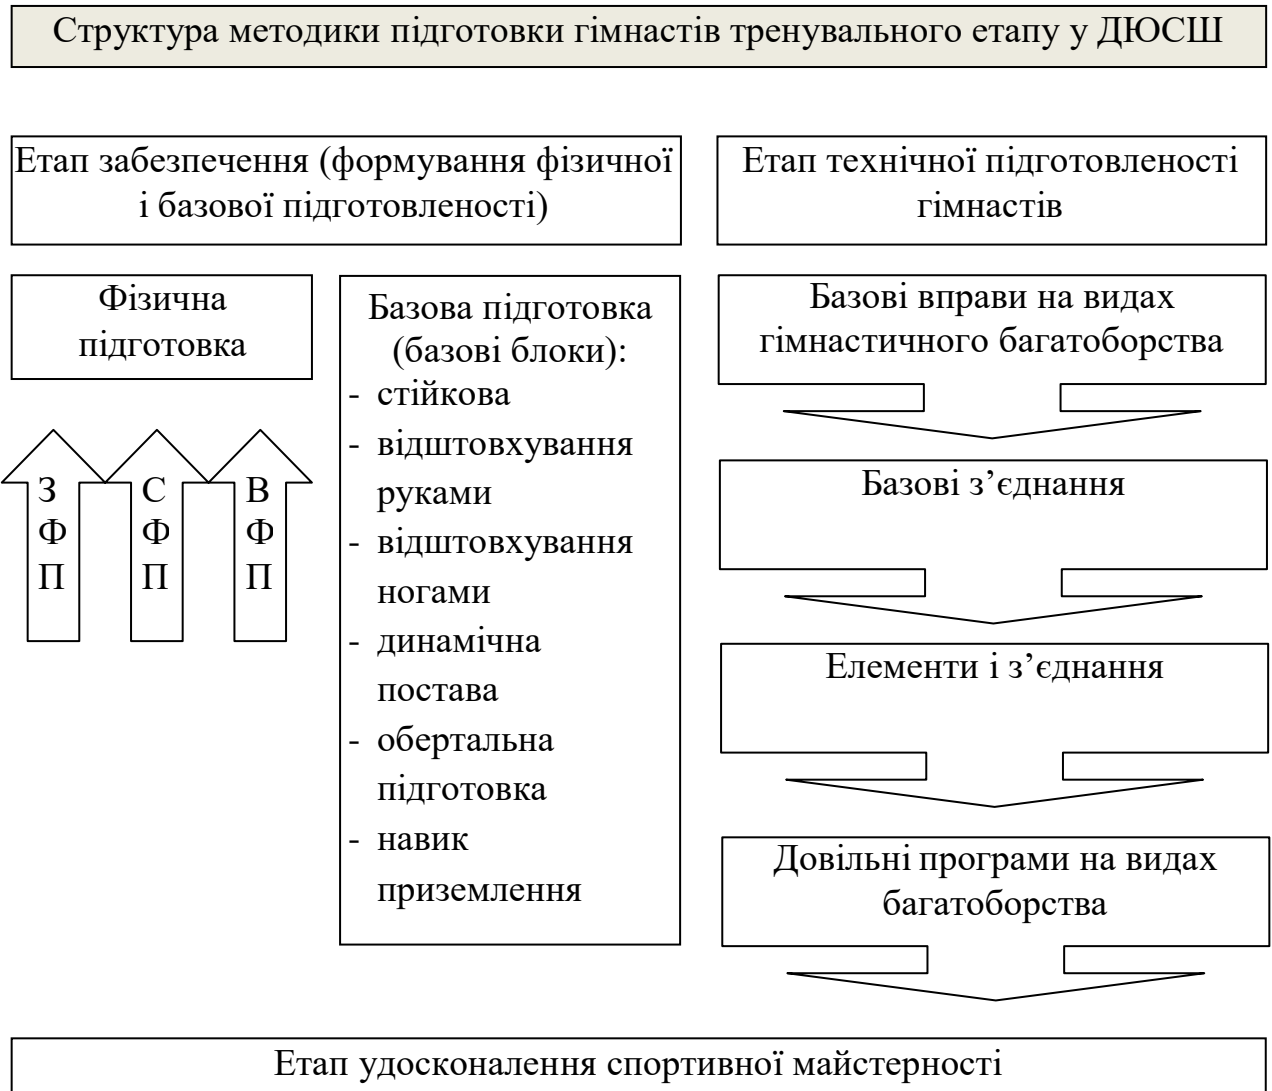 Структура методики підготовки гімнастів тренувального етапу у ДЮСШ
Етап забезпечення (формування фізичної
і базової підготовленості)
Етап технічної підготовленості
гімнастів
Фізична
підготовка
З
Ф
П
С
Ф
П
В
Ф
П
Базова підготовка
(базові блоки):
- стійкова
- відштовхування
руками
- відштовхування
ногами
- динамічна
постава
- обертальна
підготовка
- навик
приземлення
Базові вправи на видах
гімнастичного багатоборства
Базові з’єднання
Елементи і з’єднання
Довільні програми на видах
багатоборства
Етап удосконалення спортивної майстерності